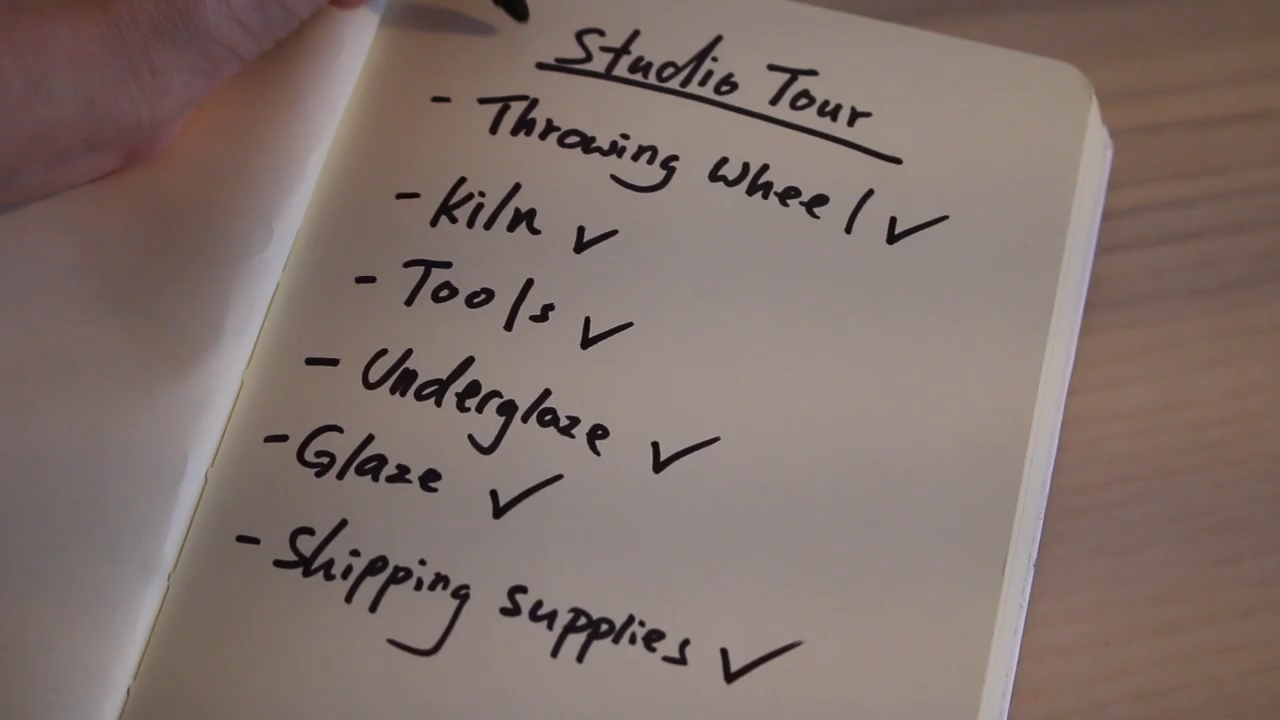 Studio Tour
- Throwing wheel ✓
- Kiln ✓
- Tools ✓
- Underglaze ✓
- Glaze ✓
- Shipping supplies ✓